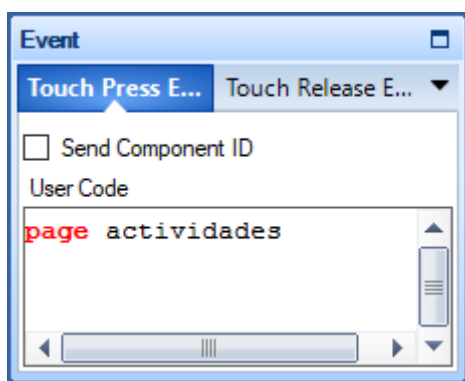 Event
Touch Press E... Touch Release E...
Send Component ID
User Code
page actividades